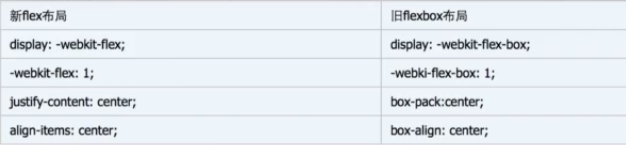 新flex布局 旧flexbox布局
display: -webkit-flex; display: -webkit-flex-box;
-webkit-flex: 1; -webki-flex-box: 1;
justify-content: center; box-pack:center;
align-items: center; box-align: center;